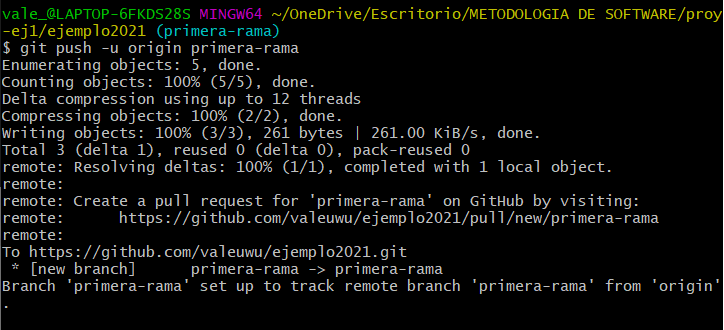 vale_@LAPTOP-6FKDS28S MINGW64 ~/OneDrive/Escritorio/METODOLOGIA DE SOFTWARE/proy
-ej1/ejemplo2021 (primera-rama)
$ git push -u origin primera-rama
Enumerating objects: 5, done.
Counting objects: 100% (5/5), done.
Delta compression using up to 12 threads
Compressing objects: 100% (2/2), done.
Writing objects: 100% (3/3), 261 bytes | 261.00 KiB/s, done.
Total 3 (delta 1), reused 0 (delta 0), pack-reused 0
remote: Resolving deltas: 100% (1/1), completed with 1 local object.
remote:
remote: Create a pull request for 'primera-rama' on GitHub by visiting:
remote:      https://github.com/valeuwu/ejemplo2021/pull/new/primera-rama
remote:
To https://github.com/valeuwu/ejemplo2021.git
 * [new branch]      primera-rama -> primera-rama
Branch 'primera-rama' set up to track remote branch 'primera-rama' from 'origin'
.